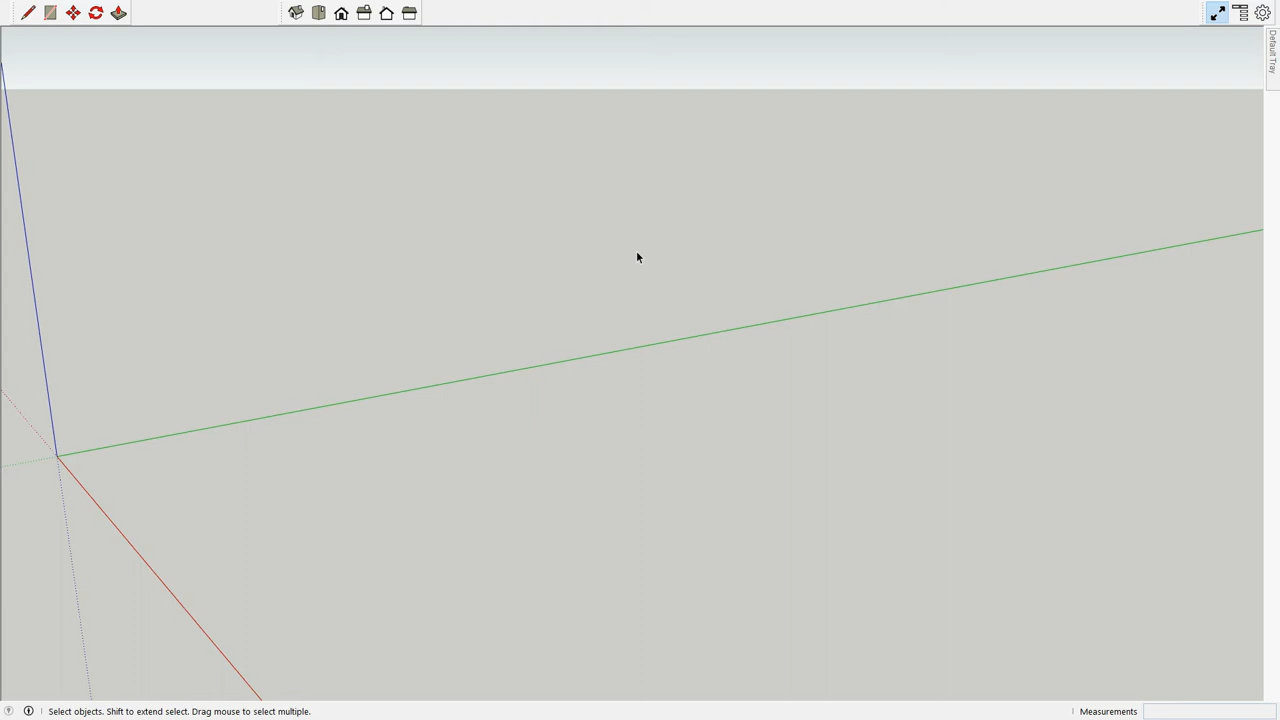 Default Tray
Select objects. Shift to extend select. Drag mouse to select multiple.
Measurements